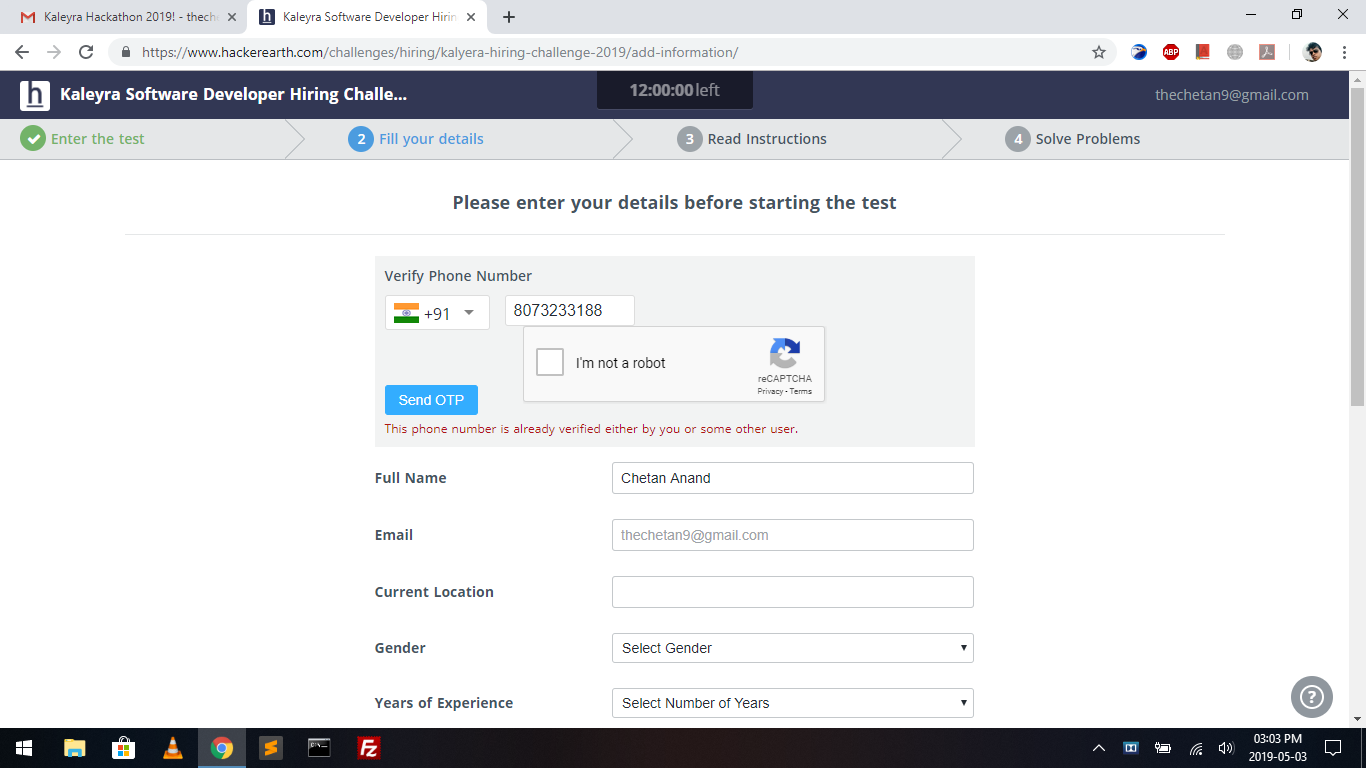 Kaleyra Hackathon 2019! - thech
Kaleyra Software Developer Hirin
https://www.hackerearth.com/challenges/hiring/kalyera-hiring-challenge-2019/add-information/
ABP
h Kaleyra Software Developer Hiring Challe...
12:00:00 left
thechetan9@gmail.com
Enter the test
2 Fill your details
3 Read Instructions
4 Solve Problems
Please enter your details before starting the test
Verify Phone Number
+91
8073233188
I'm not a robot
reCAPTCHA
Privacy - Terms
Send OTP
This phone number is already verified either by you or some other user.
Full Name
Chetan Anand
Email
thechetan9@gmail.com
Current Location
Gender
Select Gender
Years of Experience
Select Number of Years
?
03:03 PM
2019-05-03